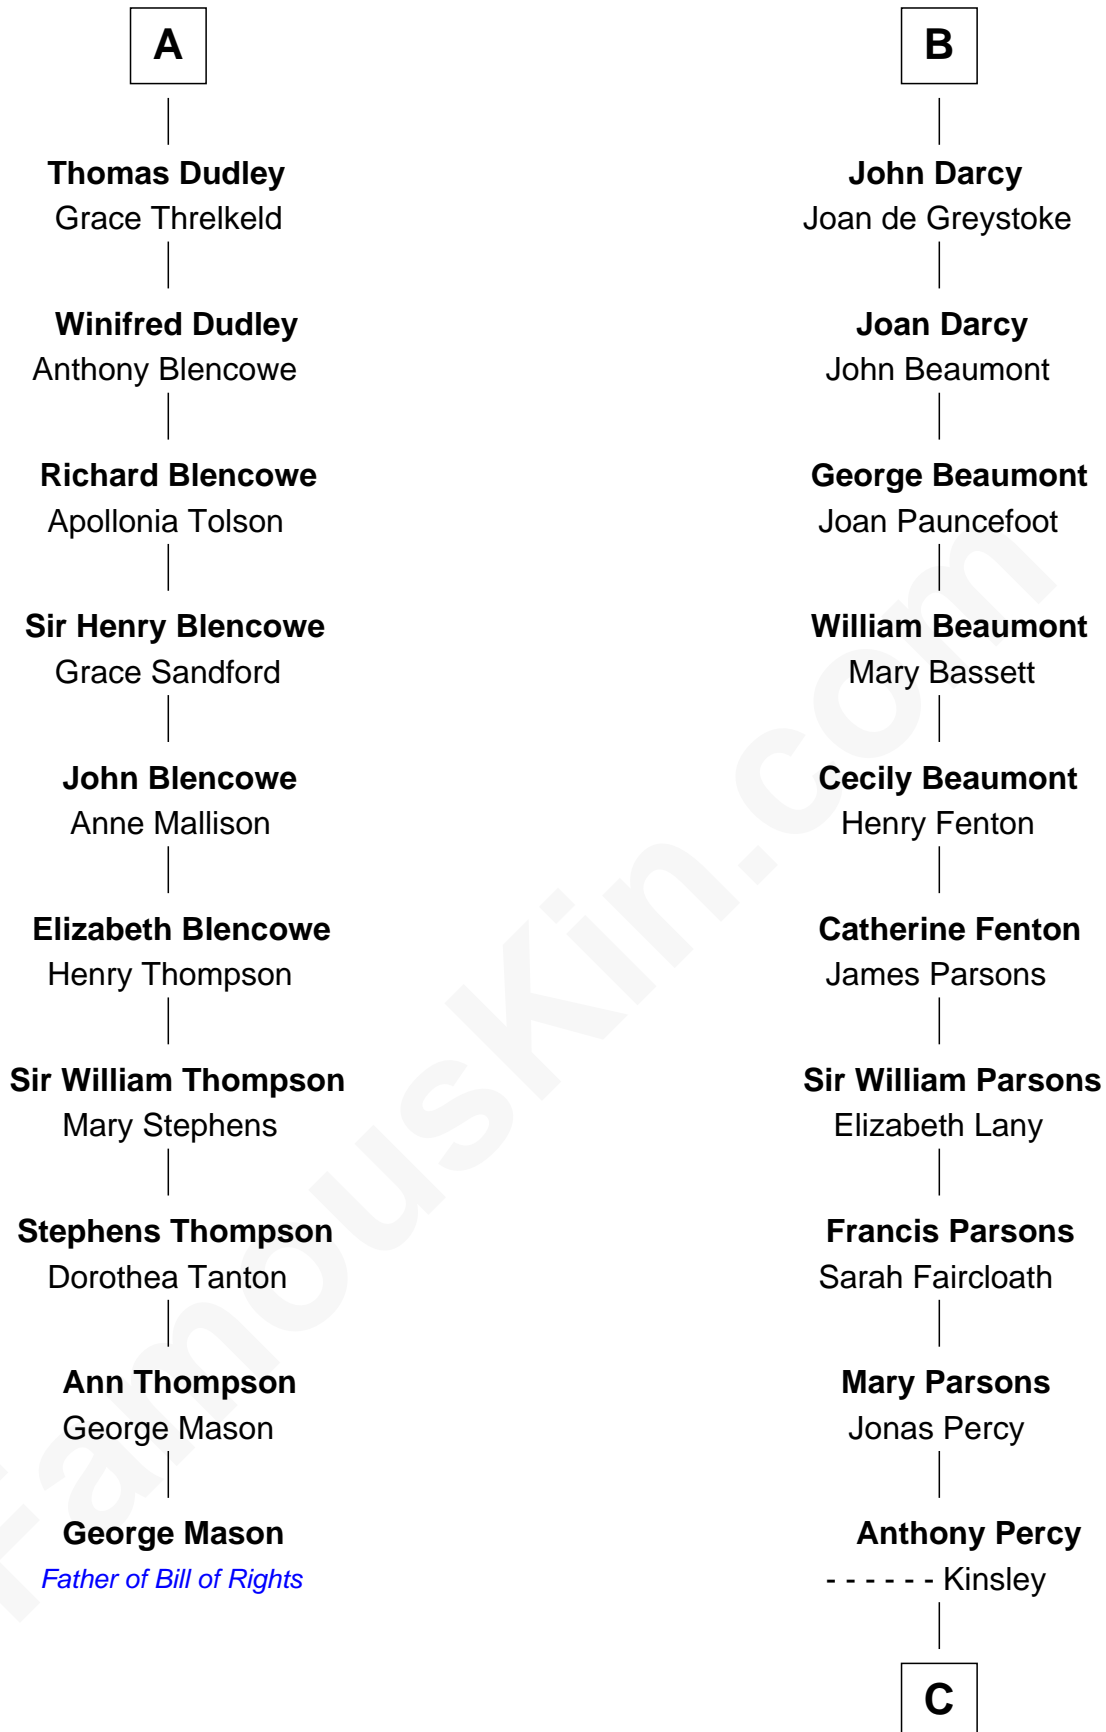 A
Thomas Dudley
Grace Threlkeld
Winifred Dudley
Anthony Blencowe
Richard Blencowe
Apollonia Tolson
Sir Henry Blencowe
Grace Sandford
John Blencowe
Anne Mallison
Elizabeth Blencowe
Henry Thompson
Sir William Thompson
Mary Stephens
Stephens Thompson
Dorothea Tanton
Ann Thompson
George Mason
George Mason
Father of Bill of Rights
B
John Darcy
Joan de Greystoke
Joan Darcy
John Beaumont
George Beaumont
Joan Pauncefoot
William Beaumont
Mary Bassett
Cecily Beaumont
Henry Fenton
Catherine Fenton
James Parsons
Sir William Parsons
Elizabeth Lany
Francis Parsons
Sarah Faircloath
Mary Parsons
Jonas Percy
Anthony Percy
- - - - - - Kinsley
C
FamousKin.com